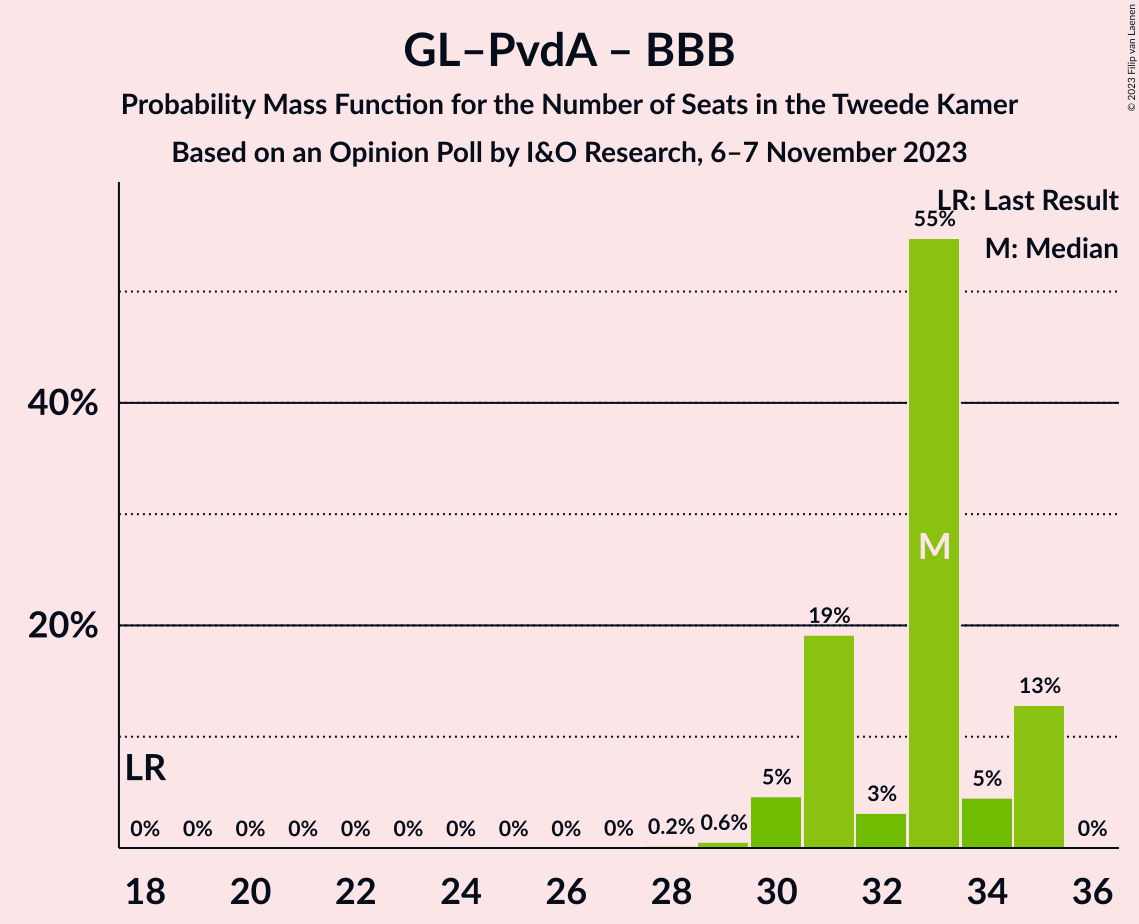 GL–PvdA – BBB
Probability Mass Function for the Number of Seats in the Tweede Kamer
Based on an Opinion Poll by I&O Research, 6–7 November 2023
© 2023 Filip van Laenen
LR: Last Result
M: Median
55%
40%
M
20%
19%
13%
LR
5%
3%
5%
0% 0% 0% 0% 0% 0% 0% 0% 0% 0% 0.2% 0.6% 0%
18 20 22 24 26 28 30 32 34 36